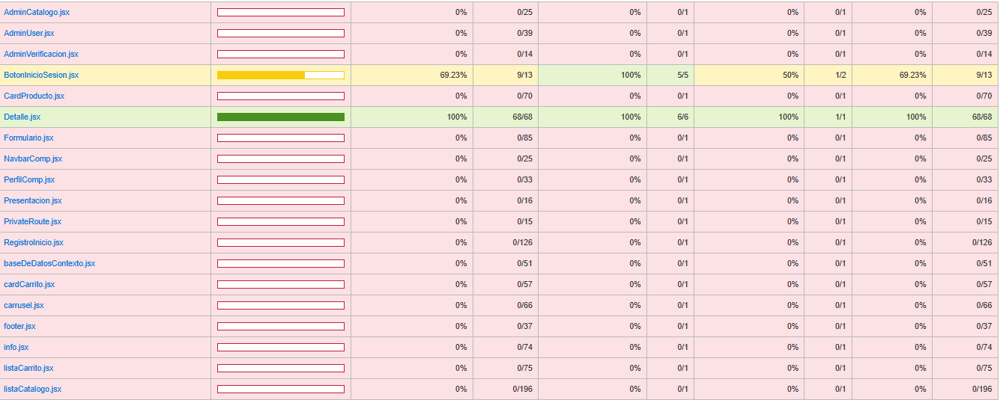 AdminCatalogo.jsx 0% 0/25 0% 0/1 0% 0/1 0% 0/25
AdminUser.jsx 0% 0/39 0% 0/1 0% 0/1 0% 0/39
AdminVerificacion.jsx 0% 0/14 0% 0/1 0% 0/1 0% 0/14
BotonInicioSesion.jsx 69.23% 9/13 100% 5/5 50% 1/2 69.23% 9/13
CardProducto.jsx 0% 0/70 0% 0/1 0% 0/1 0% 0/70
Detalle.jsx 100% 68/68 100% 6/6 100% 1/1 100% 68/68
Formulario.jsx 0% 0/85 0% 0/1 0% 0/1 0% 0/85
NavbarComp.jsx 0% 0/25 0% 0/1 0% 0/1 0% 0/25
PerfilComp.jsx 0% 0/33 0% 0/1 0% 0/1 0% 0/33
Presentacion.jsx 0% 0/16 0% 0/1 0% 0/1 0% 0/16
PrivateRoute.jsx 0% 0/15 0% 0/1 0% 0/1 0% 0/15
RegistroInicio.jsx 0% 0/126 0% 0/1 0% 0/1 0% 0/126
baseDeDatosContexto.jsx 0% 0/51 0% 0/1 0% 0/1 0% 0/51
cardCarrito.jsx 0% 0/57 0% 0/1 0% 0/1 0% 0/57
carrusel.jsx 0% 0/66 0% 0/1 0% 0/1 0% 0/66
footer.jsx 0% 0/37 0% 0/1 0% 0/1 0% 0/37
info.jsx 0% 0/74 0% 0/1 0% 0/1 0% 0/74
listaCarrito.jsx 0% 0/75 0% 0/1 0% 0/1 0% 0/75
listaCatalogo.jsx 0% 0/196 0% 0/1 0% 0/1 0% 0/196